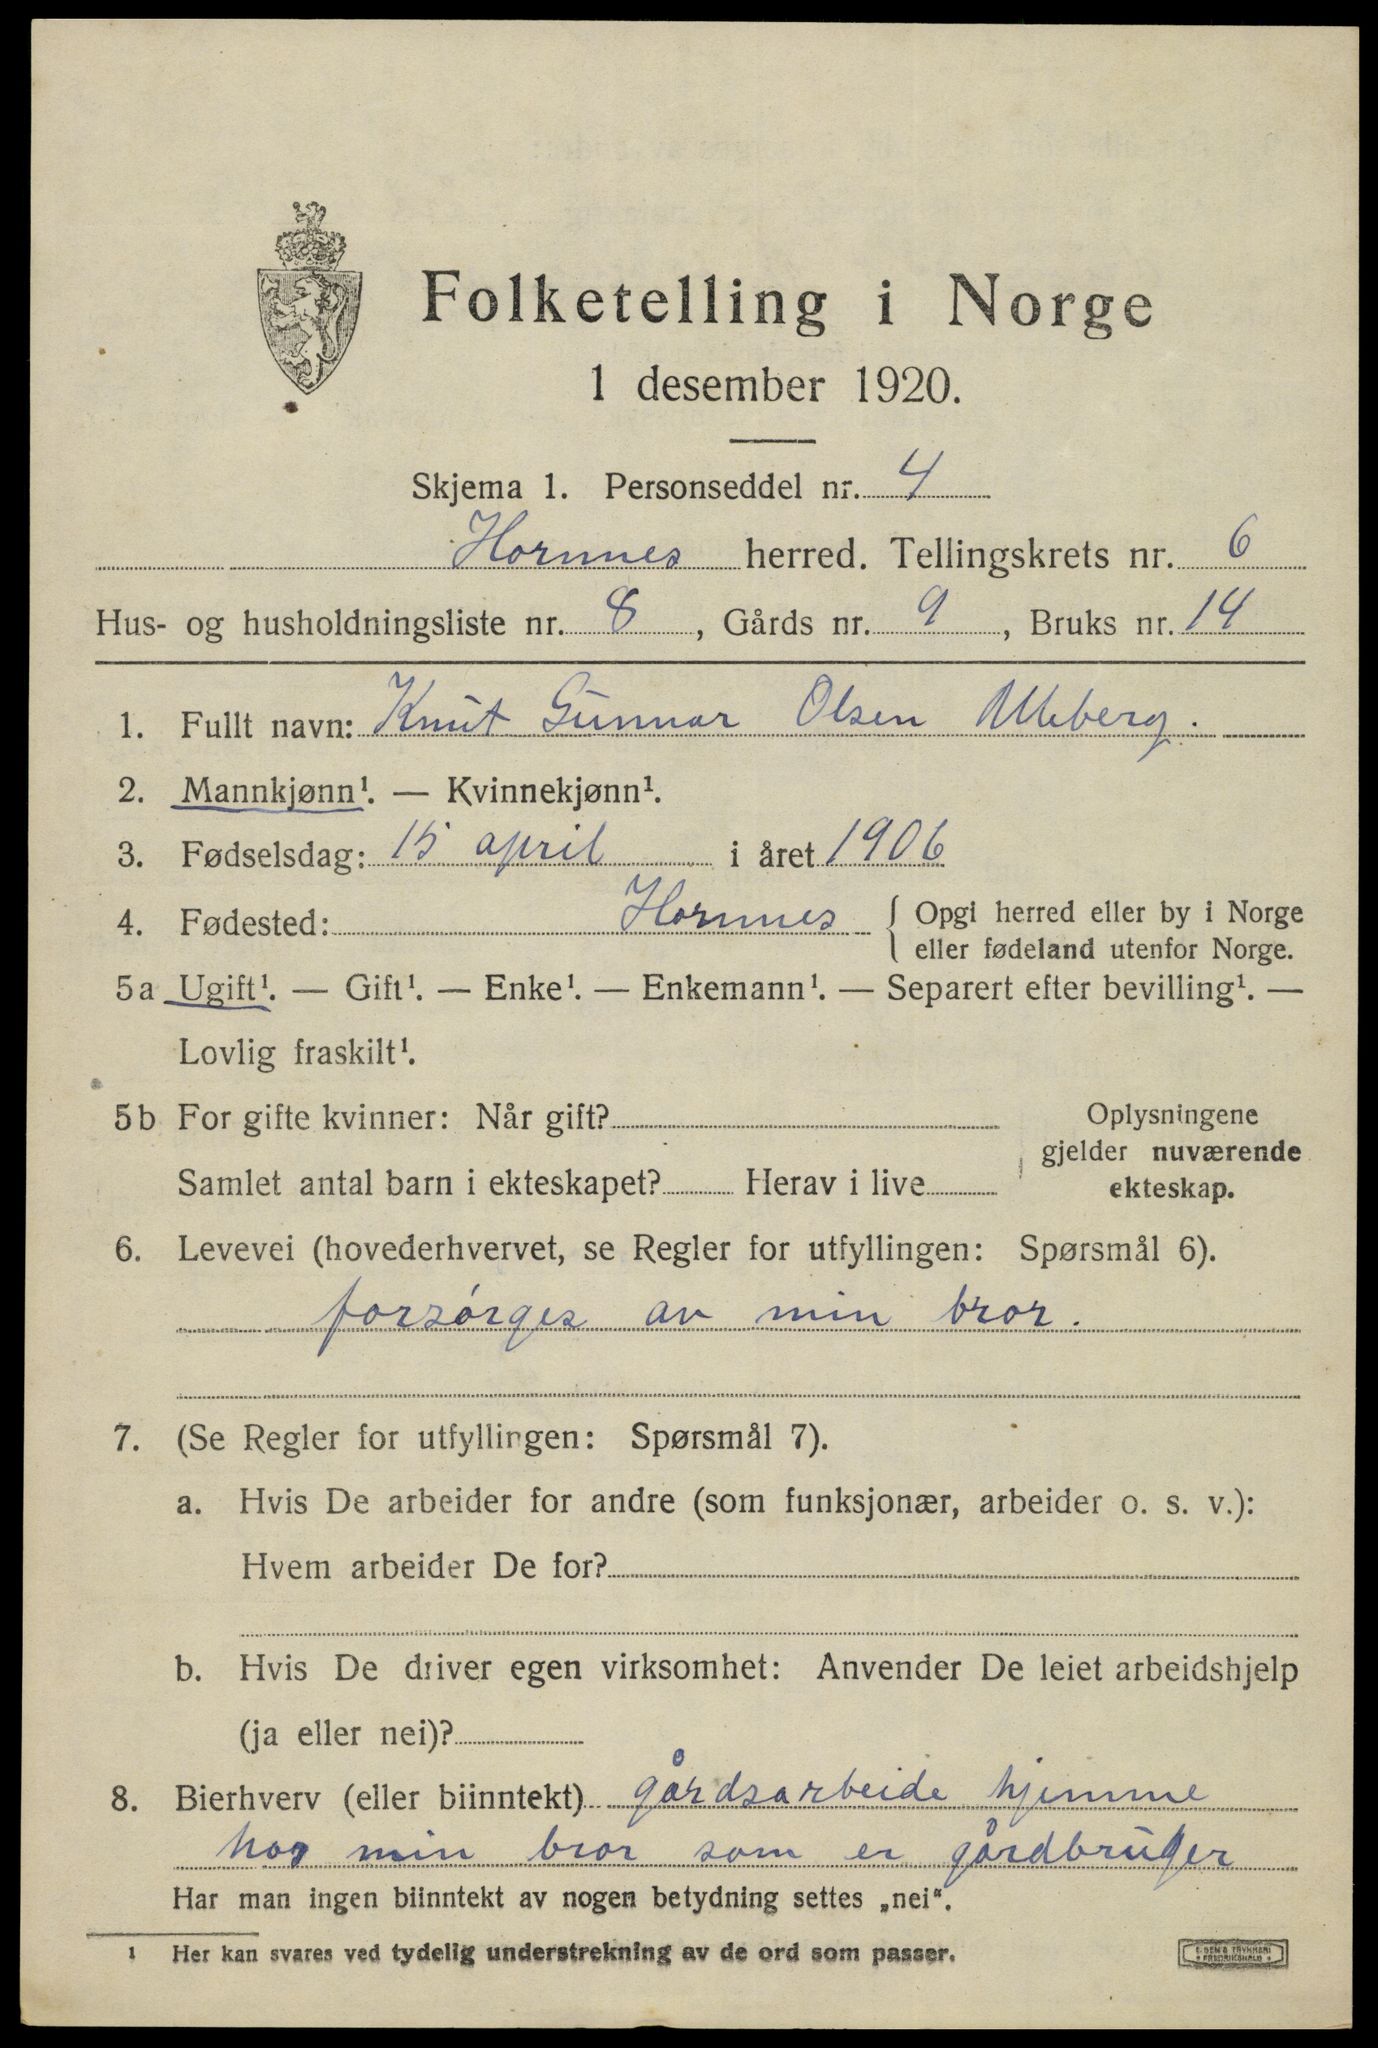 Folketelling i Norge
1 desember 1920.
Skjema 1. Personseddel nr. 4
Hornnes herred. Tellingskrets nr. 6
Hus- og husholdningsliste nr. 8, Gårds nr. 9, Bruks nr. 14
1. Fullt navn: Knut Gunnar Olsen Uleberg.
2. Mannkjønn¹. — Kvinnekjønn¹.
3. Fødselsdag: 15 april i året 1906
4. Fødested: Hornnes { Opgi herred eller by i Norge
eller fødeland utenfor Norge.
5a Ugift¹. — Gift¹. — Enke¹. — Enkemann¹. — Separert efter bevilling¹. —
Lovlig fraskilt¹.
5b For gifte kvinner: Når gift?
Samlet antal barn i ekteskapet? Herav i live
Oplysningene
gjelder nuværende
ekteskap.
6. Levevei (hovederhvervet, se Regler for utfyllingen: Spørsmål 6).
forsørges av min bror.
7. (Se Regler for utfyllingen: Spørsmål 7).
a. Hvis De arbeider for andre (som funksjonær, arbeider o. s. v.):
Hvem arbeider De for?
b. Hvis De driver egen virksomhet: Anvender De leiet arbeidshjelp
(ja eller nei)?
8. Bierhverv (eller biinntekt) gårdsarbeide hjemme
hos min bror som er gårdbruger
Har man ingen biinntekt av nogen betydning settes „nei“.
¹ Her kan svares ved tydelig understrekning av de ord som passer.